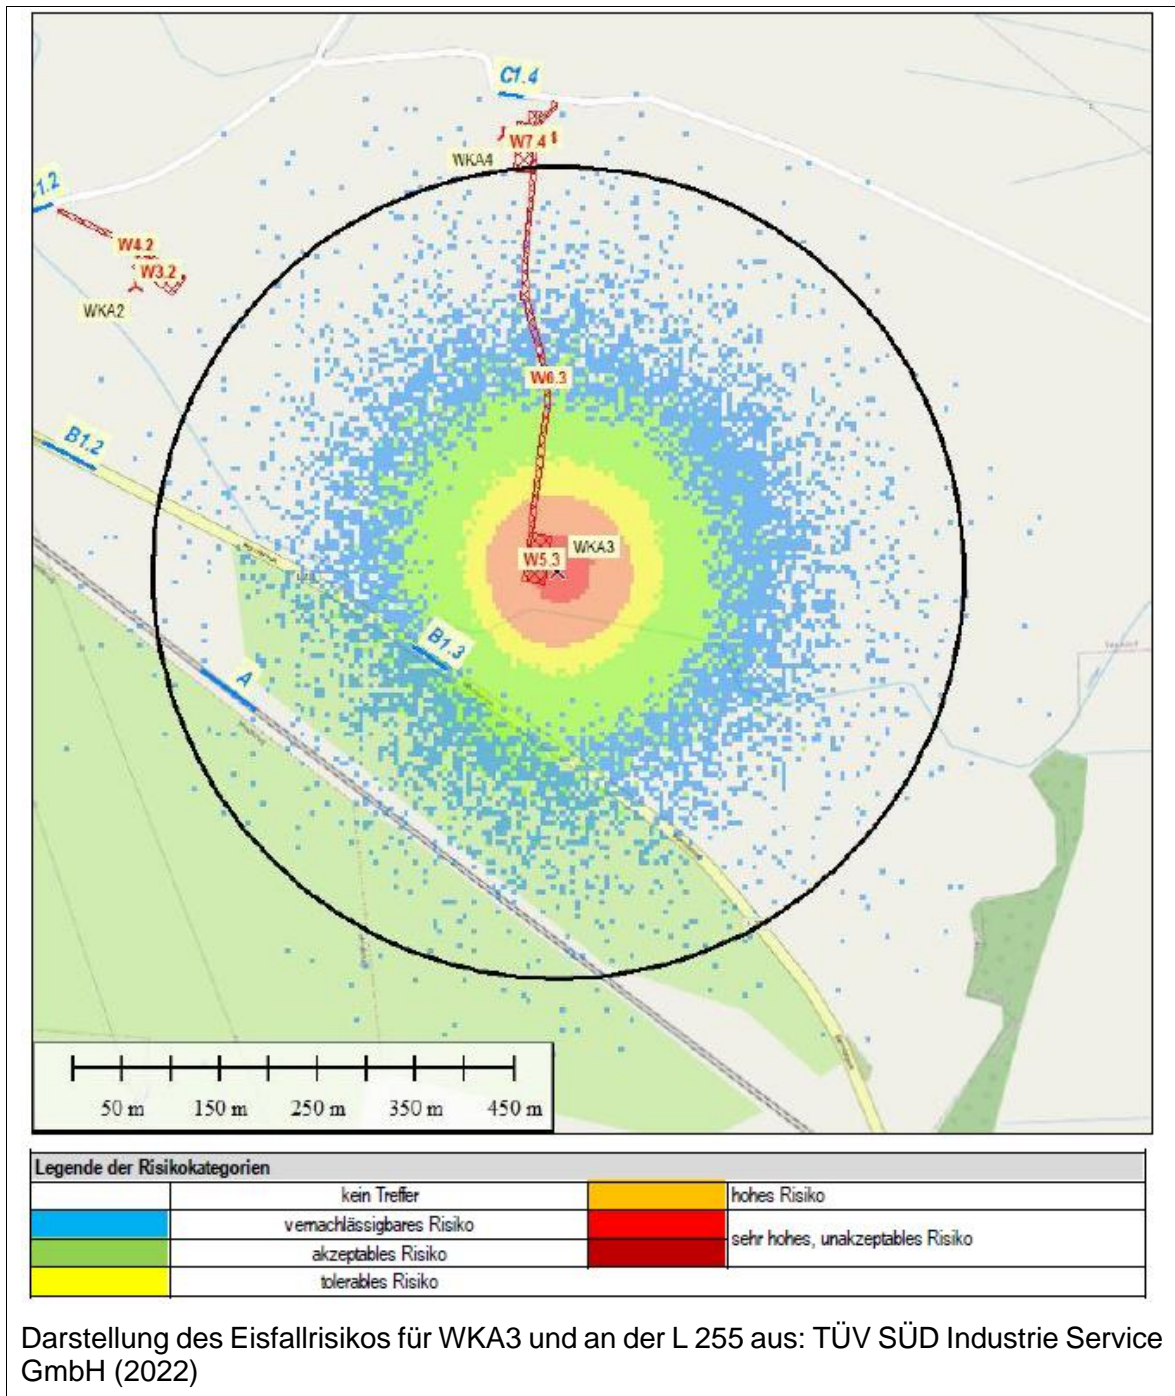 C1.4
W7.4
WKA4
W4.2
W3.2
WKA2
W6.3
B1.2
WKA3
W5.3
B1.3
A
50 m 150 m 250 m 350 m 450 m
Legende der Risikokategorien
kein Treffer hohes Risiko
vernachlässigbares Risiko
sehr hohes, unakzeptables Risiko
akzeptables Risiko
tolerables Risiko
Darstellung des Eisfallrisikos für WKA3 und an der L 255 aus: TÜV SÜD Industrie Service
GmbH (2022)